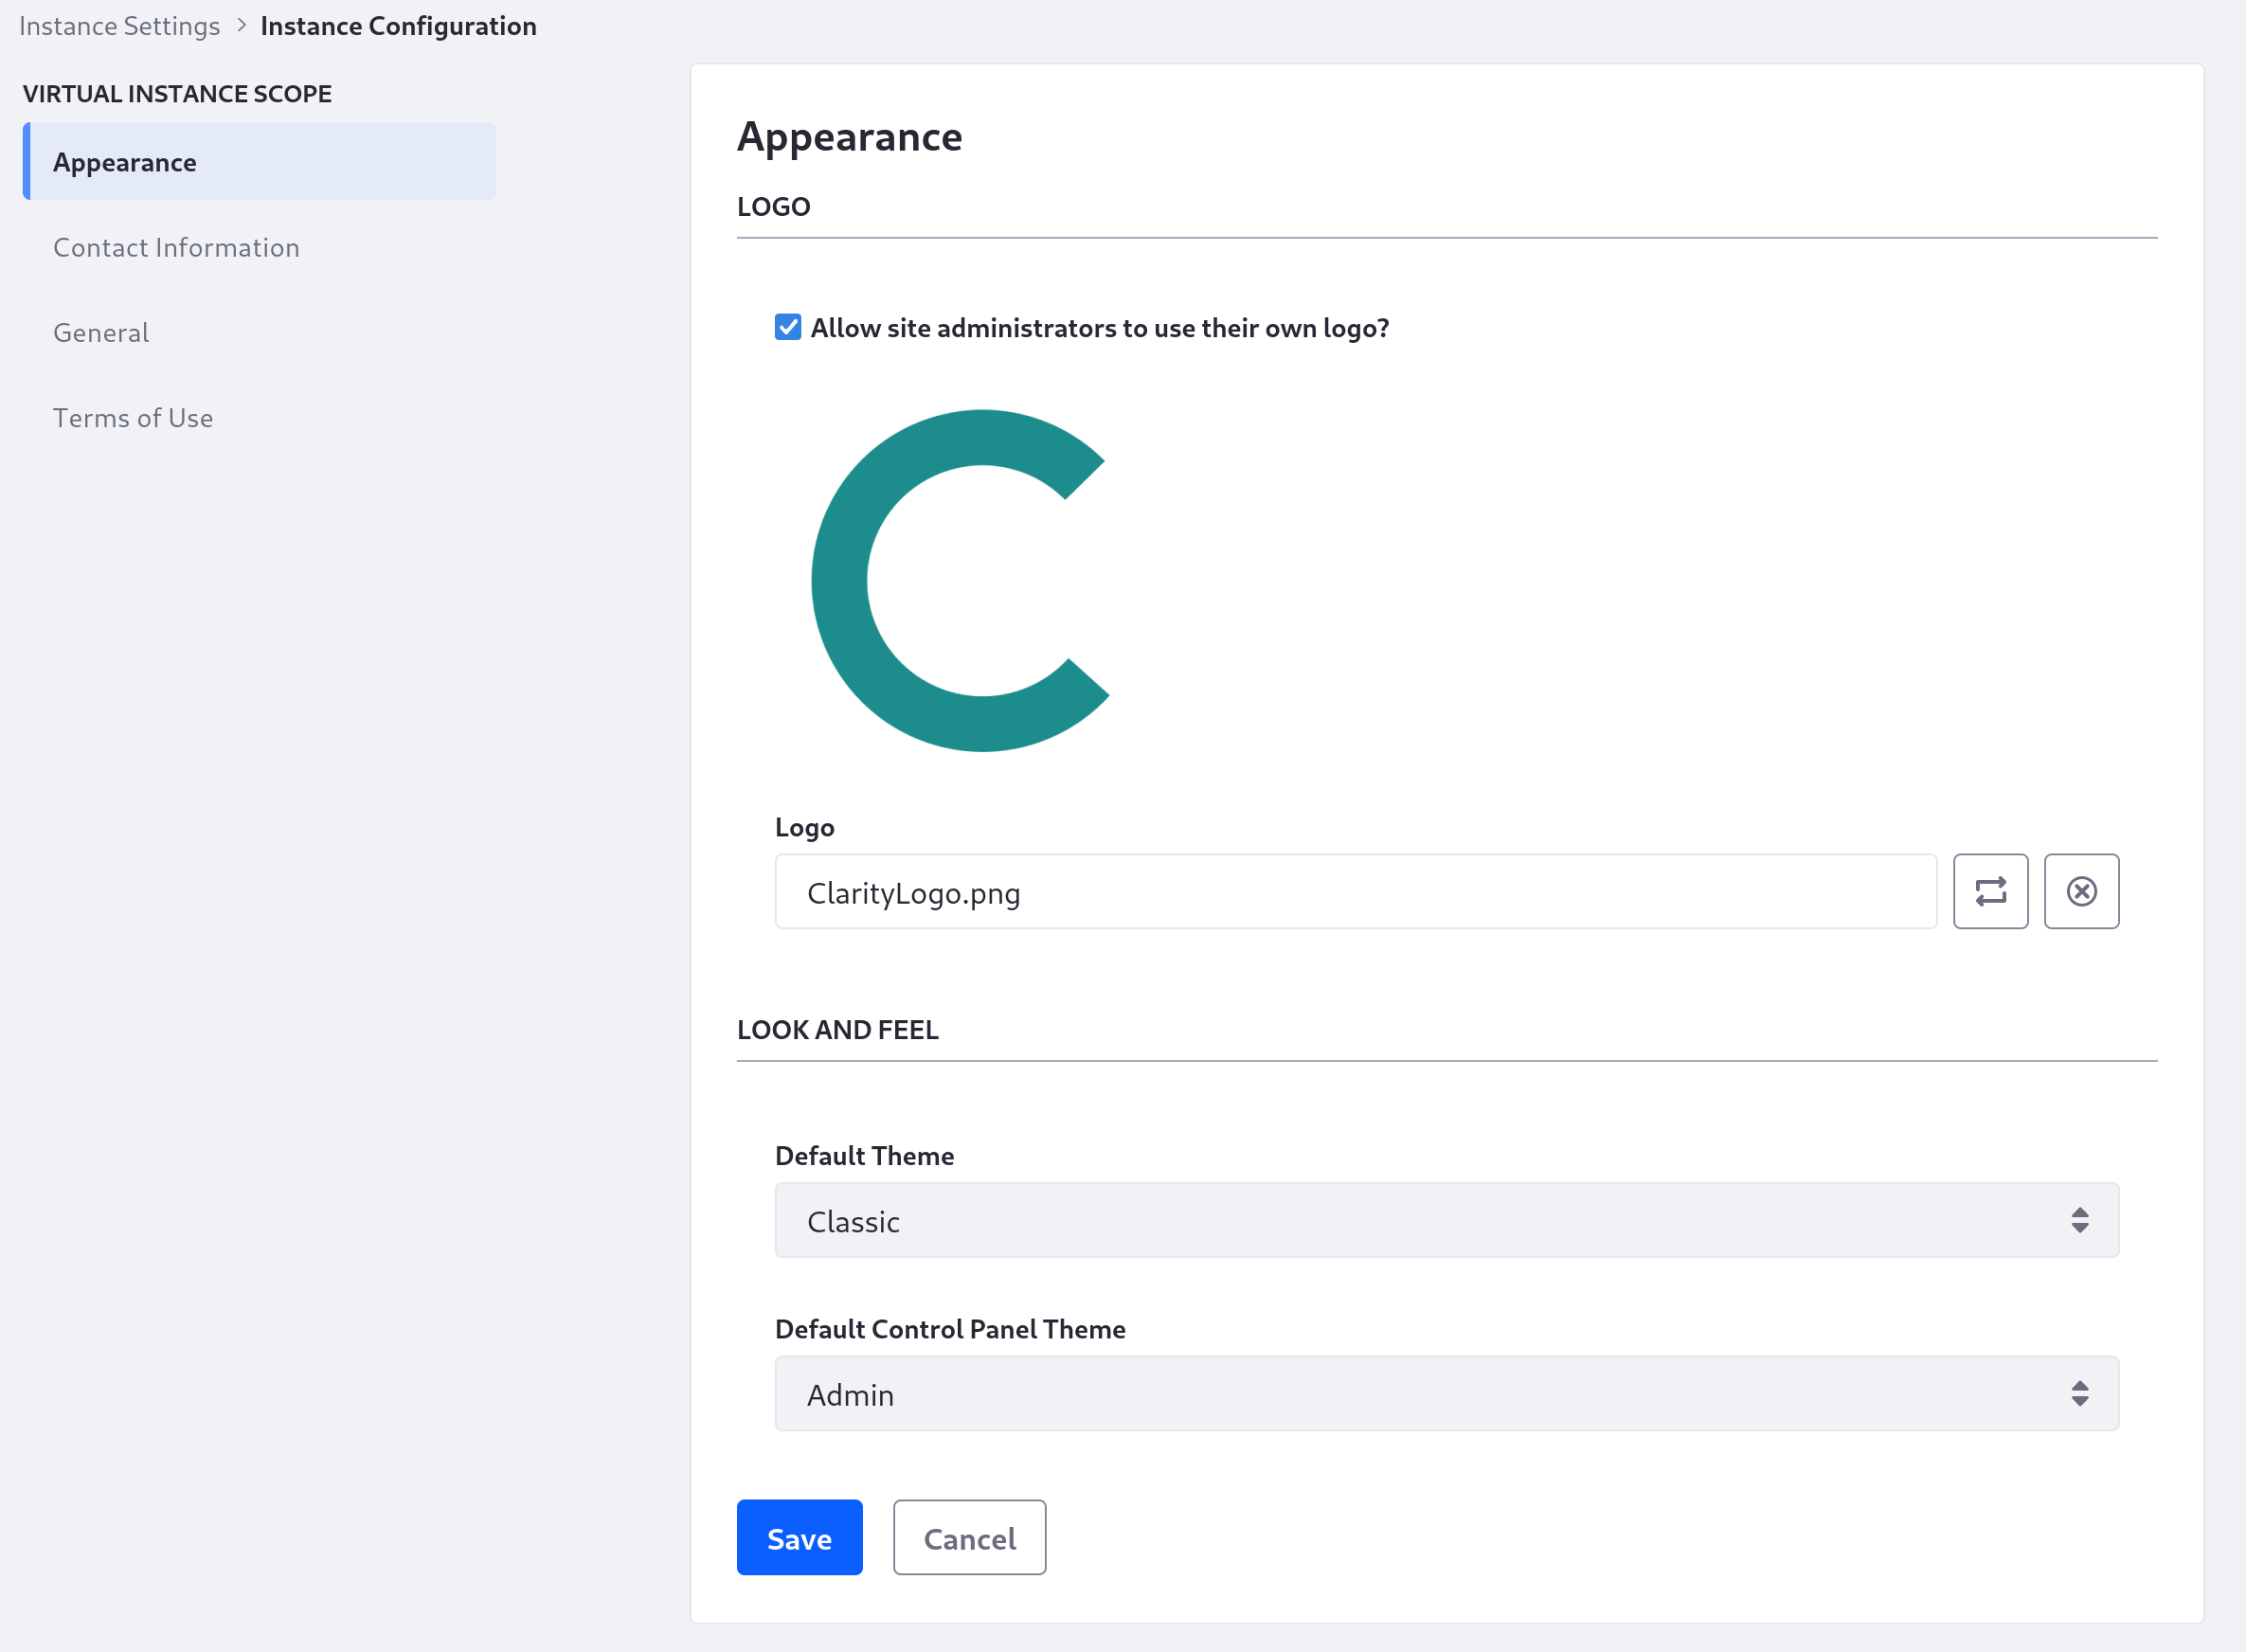 Instance Settings > Instance Configuration
VIRTUAL INSTANCE SCOPE
Appearance
Contact Information
General
Terms of Use
Appearance
LOGO
Allow site administrators to use their own logo?
Logo
ClarityLogo.png
LOOK AND FEEL
Default Theme
Classic
Default Control Panel Theme
Admin
Save Cancel